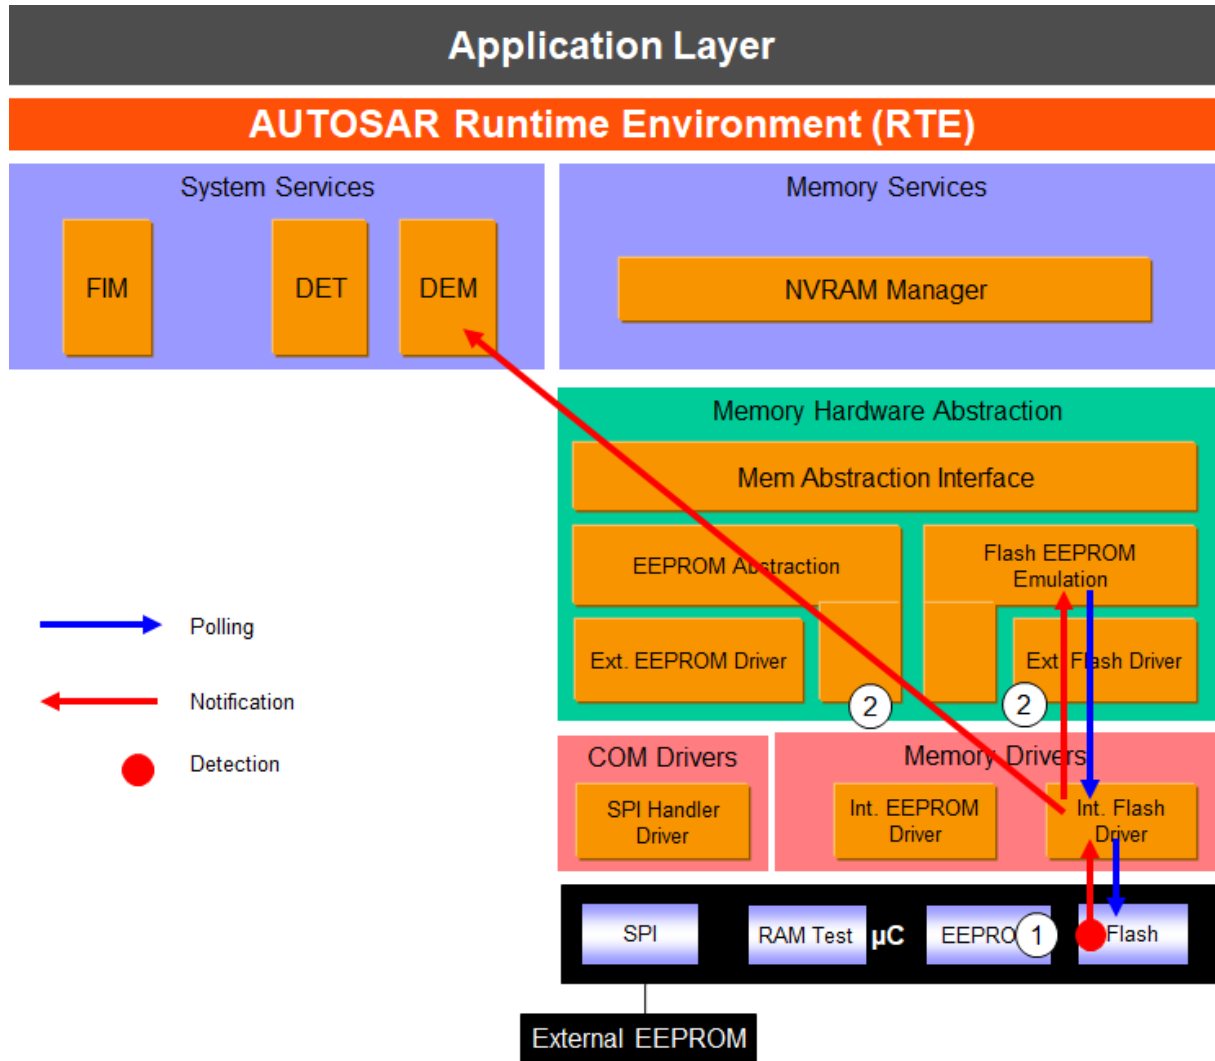 Application Layer
AUTOSAR Runtime Environment (RTE)
System Services
Memory Services
FIM
DET
DEM
NVRAM Manager
Memory Hardware Abstraction
Mem Abstraction Interface
EEPROM Abstraction
Flash EEPROM
Emulation
Ext. EEPROM Driver
Ext. Flash Driver
2
2
Polling
Notification
Detection
COM Drivers
Memory Drivers
SPI Handler
Driver
Int. EEPROM
Driver
Int. Flash
Driver
SPI
RAM Test
µC
EEPRO
1
Flash
External EEPROM